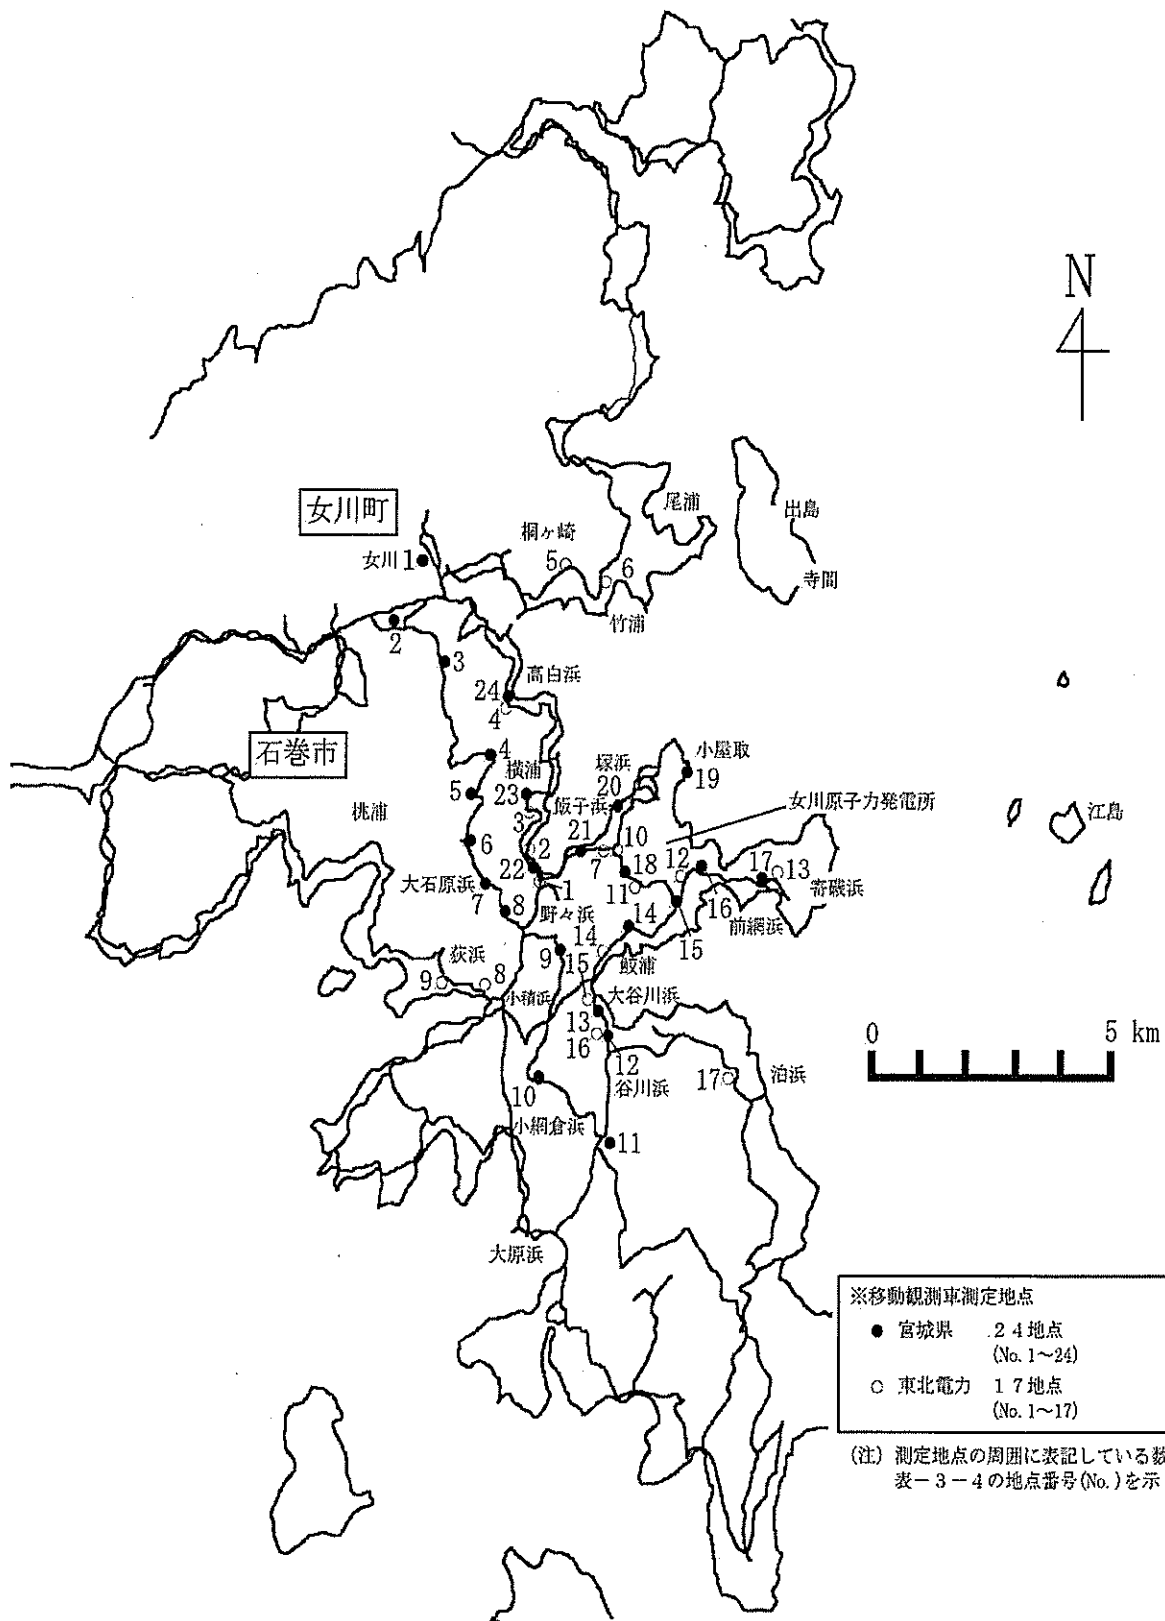 N
尾浦
出島
女川町
桐ヶ崎
女川 1
5
6
寺間
竹浦
2
3
高白浜
24
4
石巻市
4
横浦
塚浜
小屋取
19
5
23
20
飯子浜
女川原子力発電所
江島
桃浦
3
21
10
6
2
22
7
18
12
17
13
大石原浜
1
11
16
寄磯浜
7
8
野々浜
14
前網浜
15
荻浜
9
14
鮫浦
9
8
15
小積浜
大谷川浜
13
16
0
5 km
12
17
泊浜
10
谷川浜
小網倉浜
11
大原浜
※移動観測車測定地点
● 宮城県 24地点
(No. 1~24)
○ 東北電力 17地点
(No. 1~17)
(注) 測定地点の周囲に表記している数
表-3-4の地点番号(No.)を示